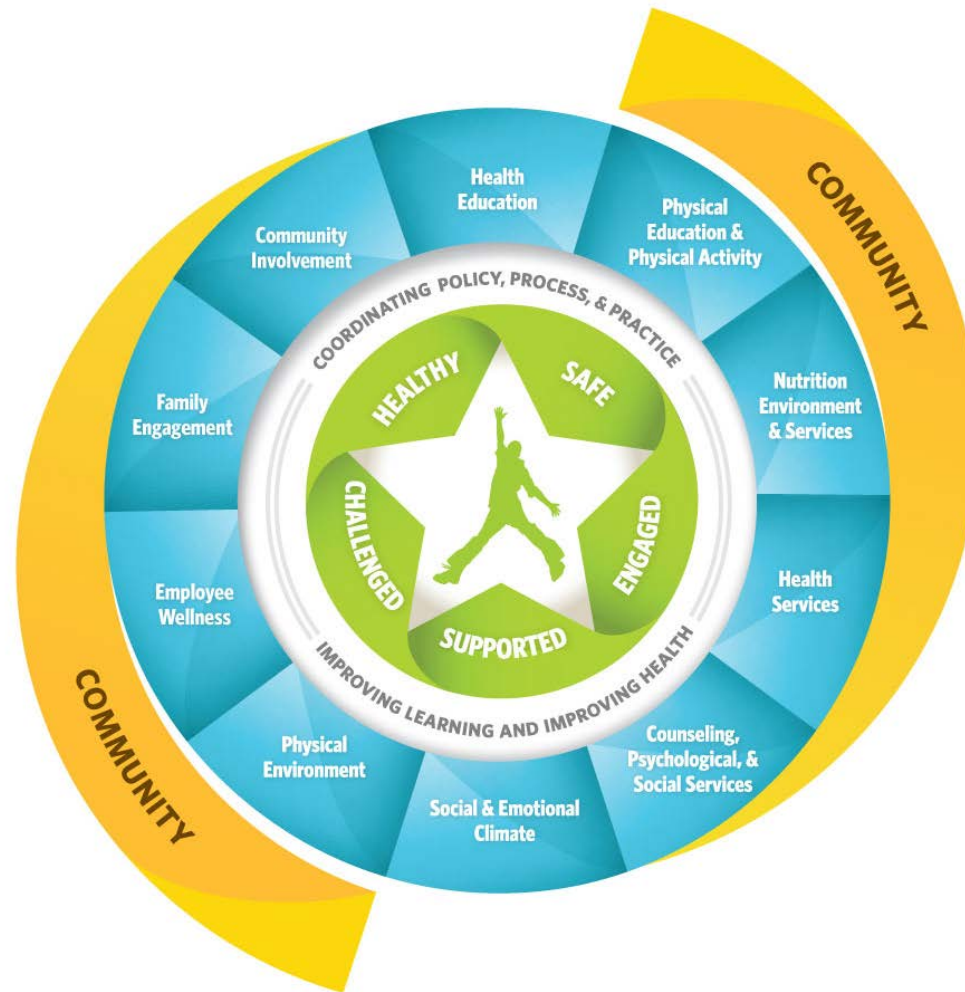 COMMUNITY
Health
Education
Physical
Education &
Physical Activity
Nutrition
Environment
& Services
Health
Services
Counseling,
Psychological, &
Social Services
Social & Emotional
Climate
Physical
Environment
Employee
Wellness
Family
Engagement
Community
Involvement
COMMUNITY
COORDINATING POLICY, PROCESS, & PRACTICE
IMPROVING LEARNING AND IMPROVING HEALTH
HEALTHY
SAFE
ENGAGED
SUPPORTED
CHALLENGED